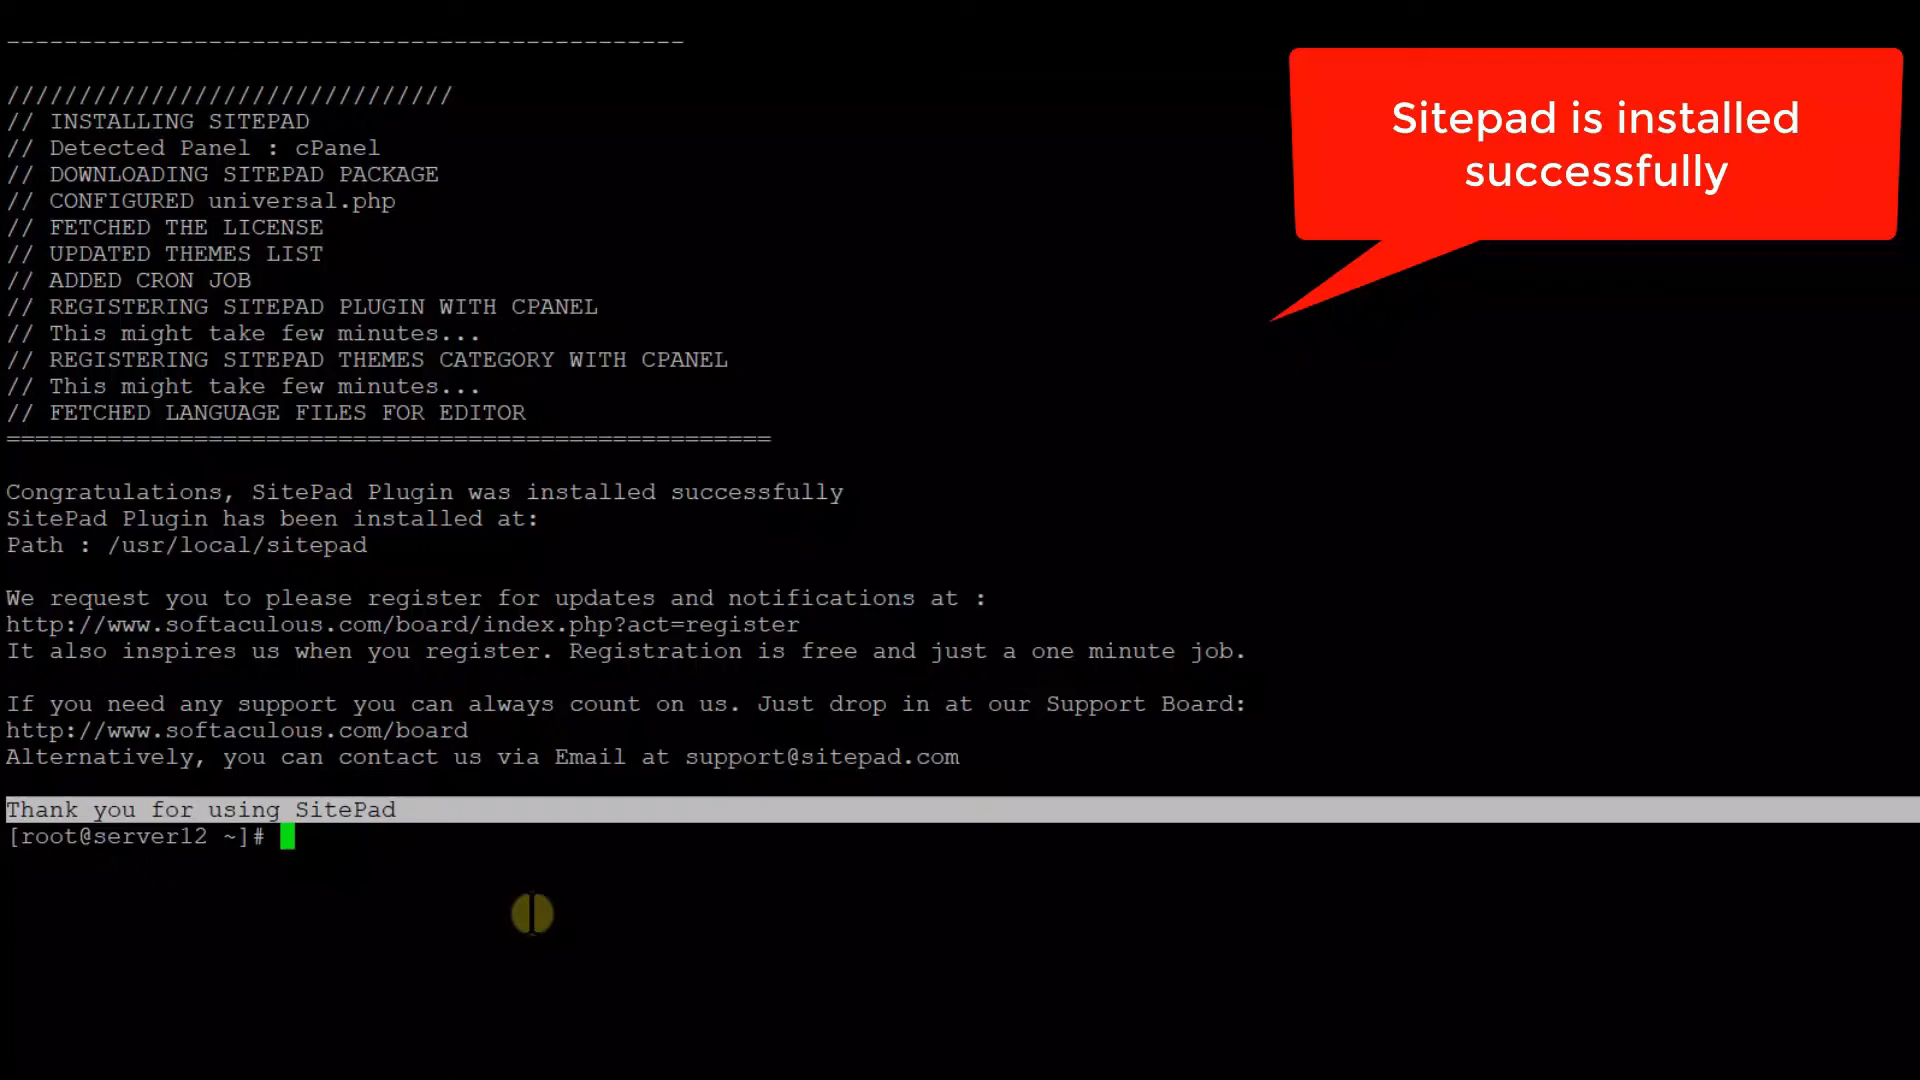 -----------------------------------------------
///////////////////////////////
// INSTALLING SITEPAD
// Detected Panel : cPanel
// DOWNLOADING SITEPAD PACKAGE
// CONFIGURED universal.php
// FETCHED THE LICENSE
// UPDATED THEMES LIST
// ADDED CRON JOB
// REGISTERING SITEPAD PLUGIN WITH CPANEL
// This might take few minutes...
// REGISTERING SITEPAD THEMES CATEGORY WITH CPANEL
// This might take few minutes...
// FETCHED LANGUAGE FILES FOR EDITOR
=====================================================
Congratulations, SitePad Plugin was installed successfully
SitePad Plugin has been installed at:
Path : /usr/local/sitepad
We request you to please register for updates and notifications at :
http://www.softaculous.com/board/index.php?act=register
It also inspires us when you register. Registration is free and just a one minute job.
If you need any support you can always count on us. Just drop in at our Support Board:
http://www.softaculous.com/board
Alternatively, you can contact us via Email at support@sitepad.com
Thank you for using SitePad
[root@server12 ~]#
Sitepad is installed
successfully